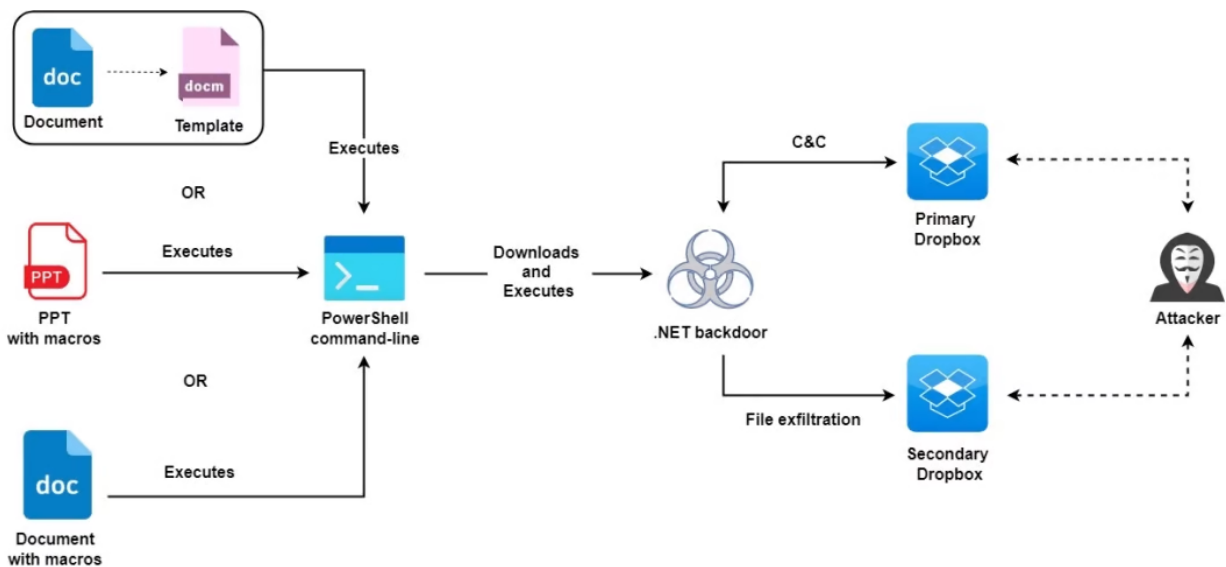 doc
docm
Document
Template
Executes
OR
PPT
PPT
with macros
Executes
PowerShell
command-line
Downloads
and
Executes
.NET backdoor
C&C
Primary
Dropbox
Attacker
OR
File exfiltration
Secondary
Dropbox
doc
Executes
Document
with macros